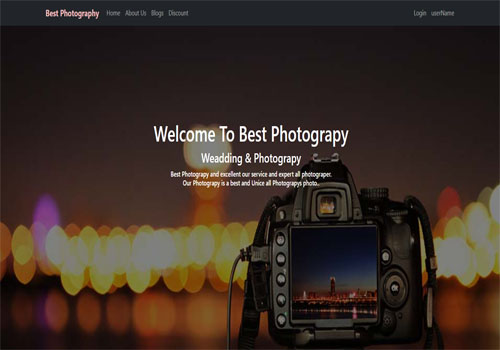 Best Photography Home About Us Blogs Discount Login userName
Welcome To Best Photograpy
Weadding & Photograpy
Best Photograpy and excellent our service and expert all photograper.
Our Photograpy is a best and Unice all Photograpys photo..